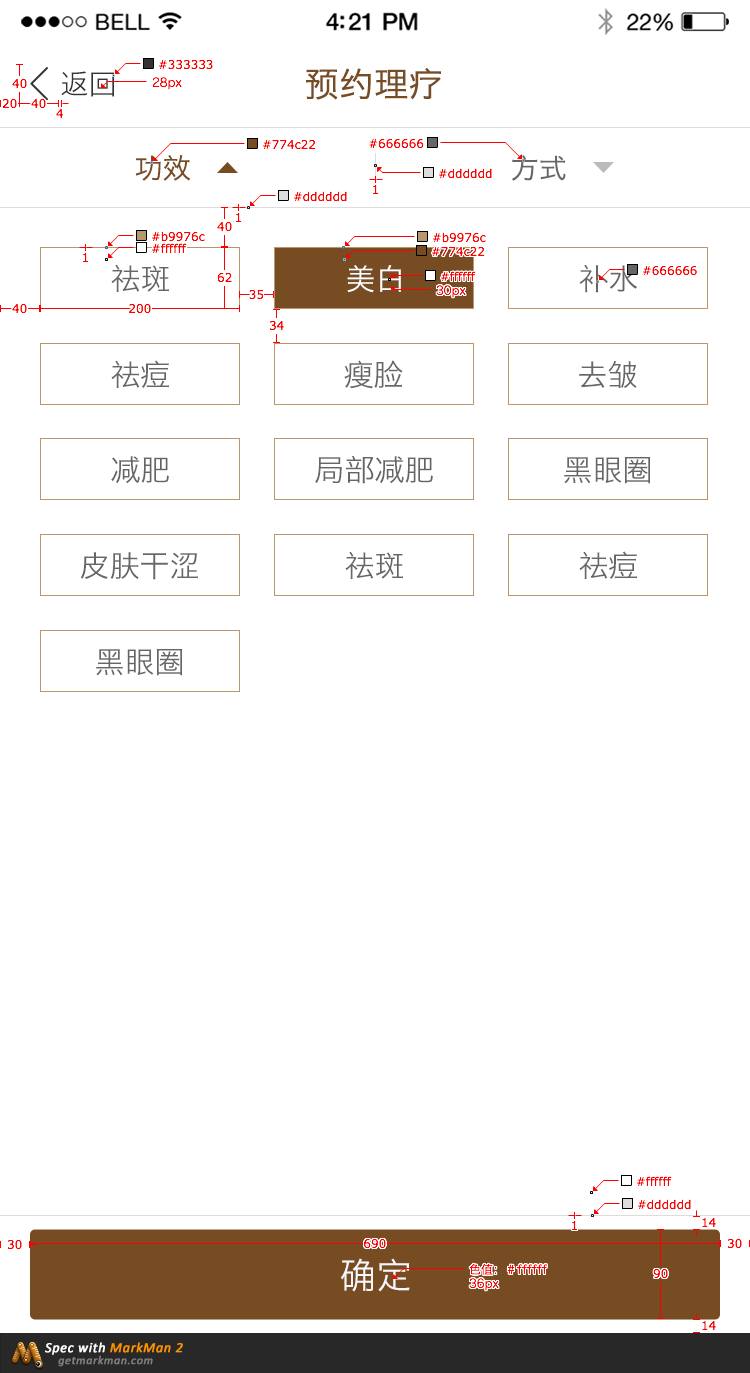 BELL 4:21 PM 22%
#333333
40 返回 28px 预约理疗
20 40 4
#774c22 #666666
功效 #dddddd 方式
1
#dddddd
1
40
#b9976c #b9976c
#ffffff #774c22
1
祛斑 62 美白 #ffffff 补水 #666666
30px
35
40 200
34
祛痘 瘦脸 去皱
减肥 局部减肥 黑眼圈
皮肤干涩 祛斑 祛痘
黑眼圈
#ffffff
#dddddd
1 14
30 690 30
确定 色值: #ffffff 90
36px
14
Spec with MarkMan 2
getmarkman.com